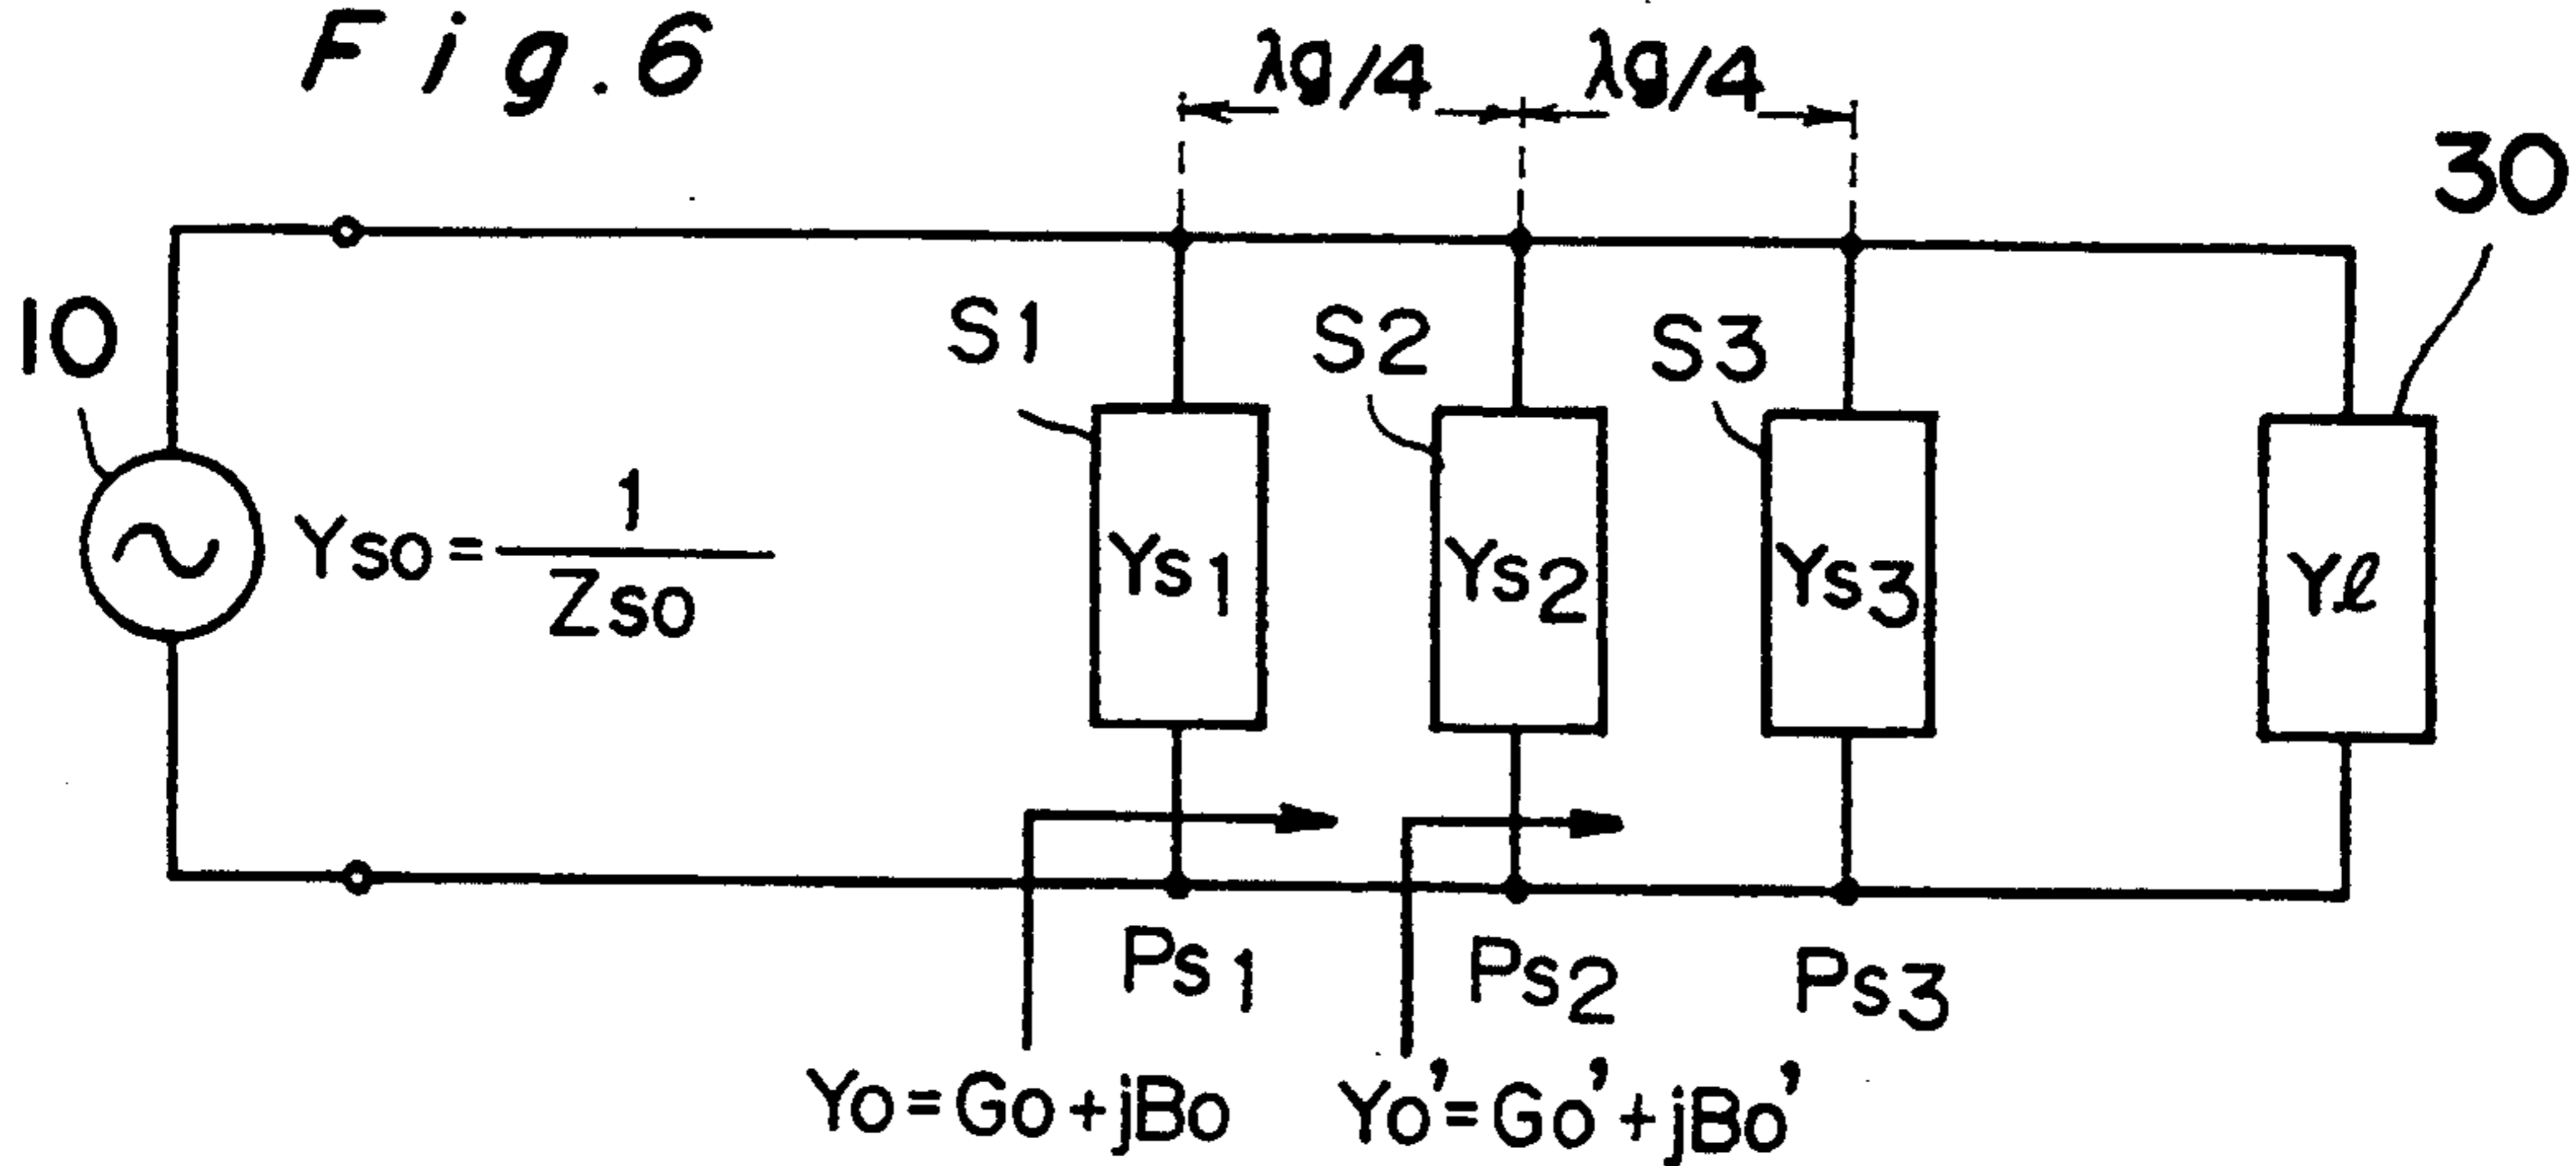 Fig.6
λg/4 λg/4
30
10
S1 S2 S3
Yso = 1/Zso
Ys1 Ys2 Ys3 Yℓ
Ps1 Ps2 Ps3
Yo = Go + jBo Yo' = Go' + jBo'